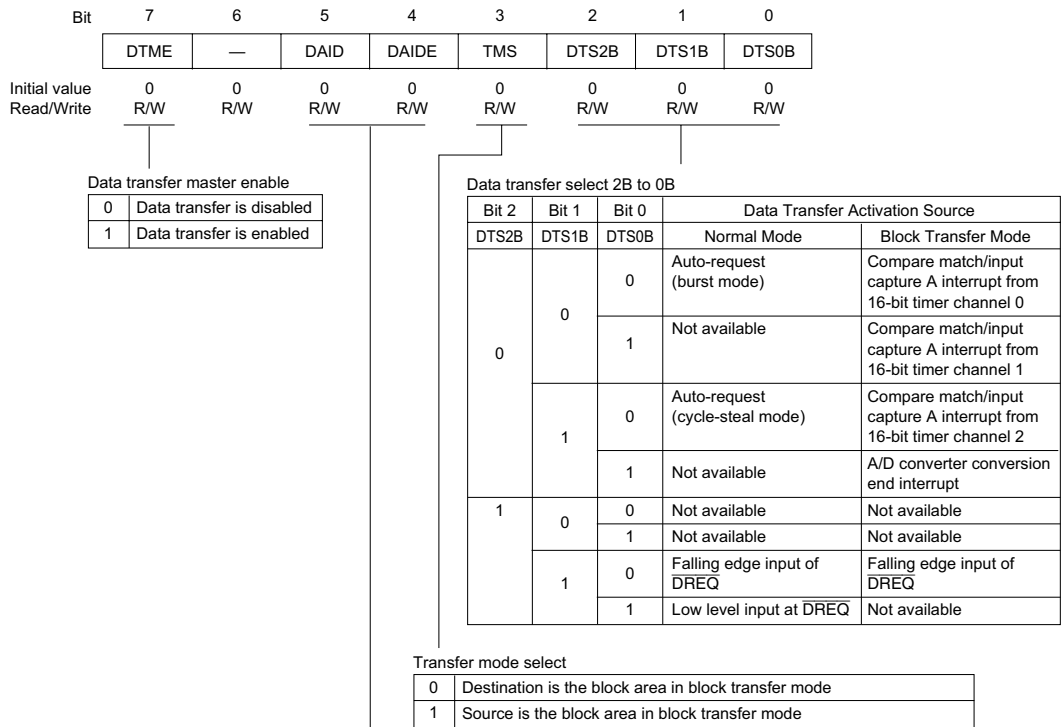 Bit 7 6 5 4 3 2 1 0
DTME — DAID DAIDE TMS DTS2B DTS1B DTS0B
Initial value 0 0 0 0 0 0 0 0
Read/Write R/W R/W R/W R/W R/W R/W R/W R/W
Data transfer master enable
0 Data transfer is disabled
1 Data transfer is enabled
Data transfer select 2B to 0B
Bit 2 Bit 1 Bit 0 Data Transfer Activation Source
DTS2B DTS1B DTS0B Normal Mode Block Transfer Mode
0 0 0 Auto-request
(burst mode)
Compare match/input
capture A interrupt from
16-bit timer channel 0
1 Not available
Compare match/input
capture A interrupt from
16-bit timer channel 1
1 0 Auto-request
(cycle-steal mode)
Compare match/input
capture A interrupt from
16-bit timer channel 2
1 Not available
A/D converter conversion
end interrupt
1 0 0 Not available Not available
1 Not available Not available
1 0 Falling edge input of
DREQ
Falling edge input of
DREQ
1 Low level input at DREQ Not available
Transfer mode select
0 Destination is the block area in block transfer mode
1 Source is the block area in block transfer mode